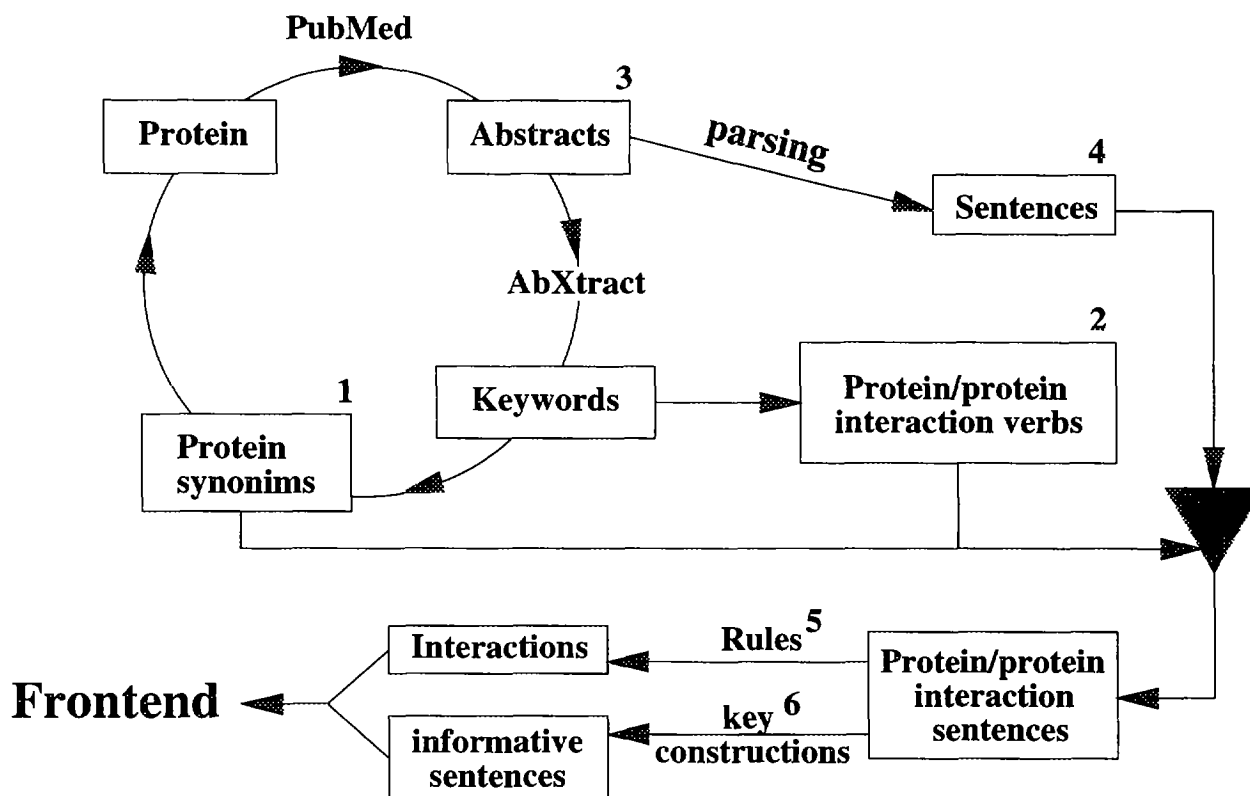 PubMed
3
Protein
Abstracts
parsing
4
Sentences
AbXtract
2
Protein/protein
interaction verbs
Keywords
1
Protein
synonims
Rules 5
Interactions
Protein/protein
interaction
sentences
Frontend
key 6
constructions
informative
sentences